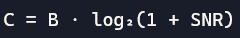 C = B · log₂(1 + SNR)